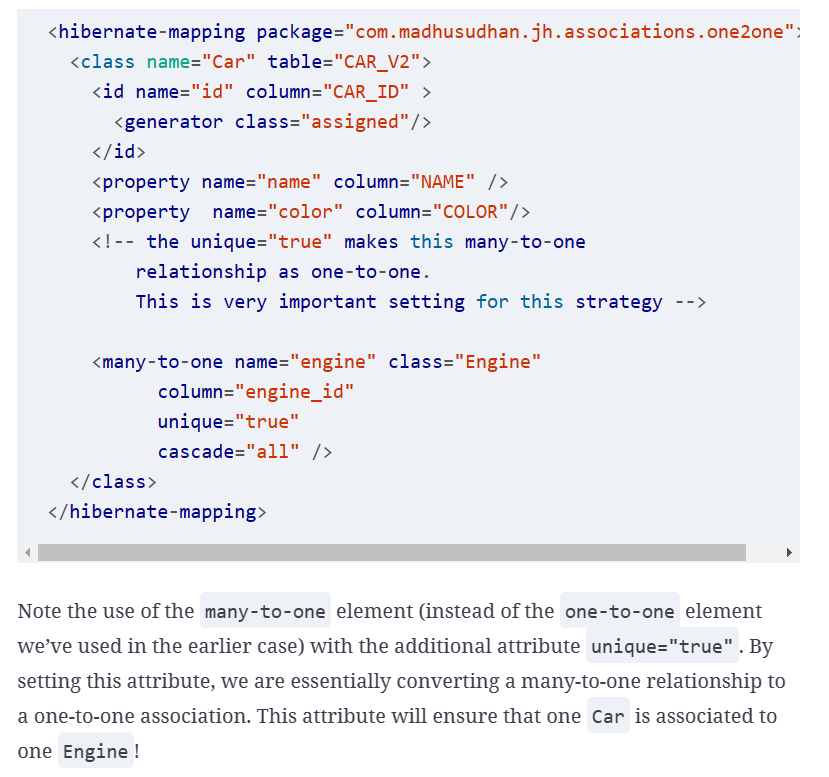 <hibernate-mapping package="com.madhusudhan.jh.associations.one2one">
<class name="Car" table="CAR_V2">
<id name="id" column="CAR_ID" >
<generator class="assigned"/>
</id>
<property name="name" column="NAME" />
<property  name="color" column="COLOR"/>
<!-- the unique="true" makes this many-to-one
relationship as one-to-one.
This is very important setting for this strategy -->
<many-to-one name="engine" class="Engine"
column="engine_id"
unique="true"
cascade="all" />
</class>
</hibernate-mapping>
Note the use of the many-to-one element (instead of the one-to-one element
we’ve used in the earlier case) with the additional attribute unique="true". By
setting this attribute, we are essentially converting a many-to-one relationship to
a one-to-one association. This attribute will ensure that one Car is associated to
one Engine!